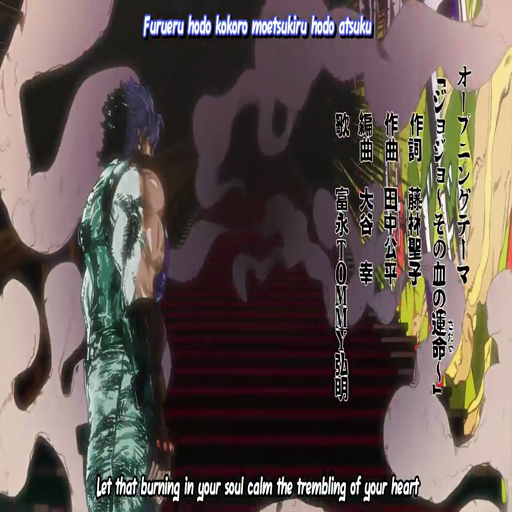 Furueru hodo kokoro moetsukiru hodo atsuku
オープニングテーマ
「ジョジョ～その血の運命～」
さだめ
作詞 藤林聖子
作曲 田中公平
編曲 大谷 幸
歌 富永TOMMY弘明
Let that burning in your soul calm the trembling of your heart